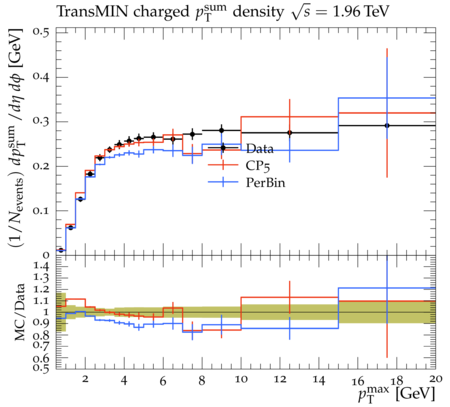 TransMIN charged p_T^sum density √s = 1.96 TeV
(1/N_events) dp_T^sum/dη dϕ [GeV]
0.5
0.4
0.3
0.2
0.1
0
Data
CP5
PerBin
MC/Data
1.4
1.3
1.2
1.1
1
0.9
0.8
0.7
0.6
0.5
2 4 6 8 10 12 14 16 18 20
p_T^max [GeV]